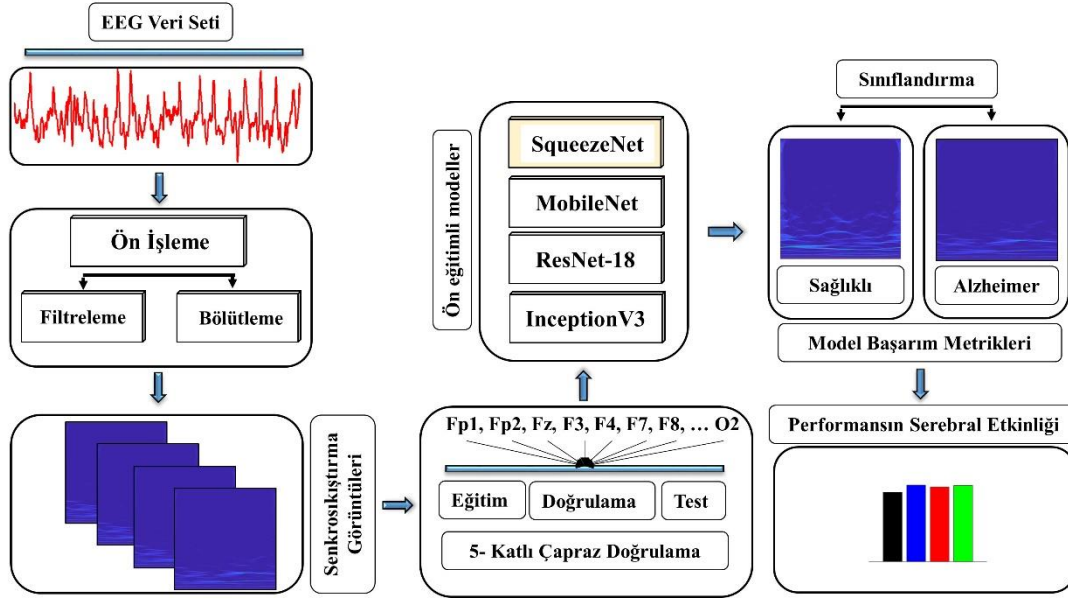 EEG Veri Seti
Ön İşleme
Filtreleme
Bölütleme
Senkrosıkıştırma
Görüntüleri
Fp1, Fp2, Fz, F3, F4, F7, F8, … O2
Eğitim
Doğrulama
Test
5- Katlı Çapraz Doğrulama
Ön eğitimli modeller
SqueezeNet
MobileNet
ResNet-18
InceptionV3
Sınıflandırma
Sağlıklı
Alzheimer
Model Başarım Metrikleri
Performansın Serebral Etkinliği